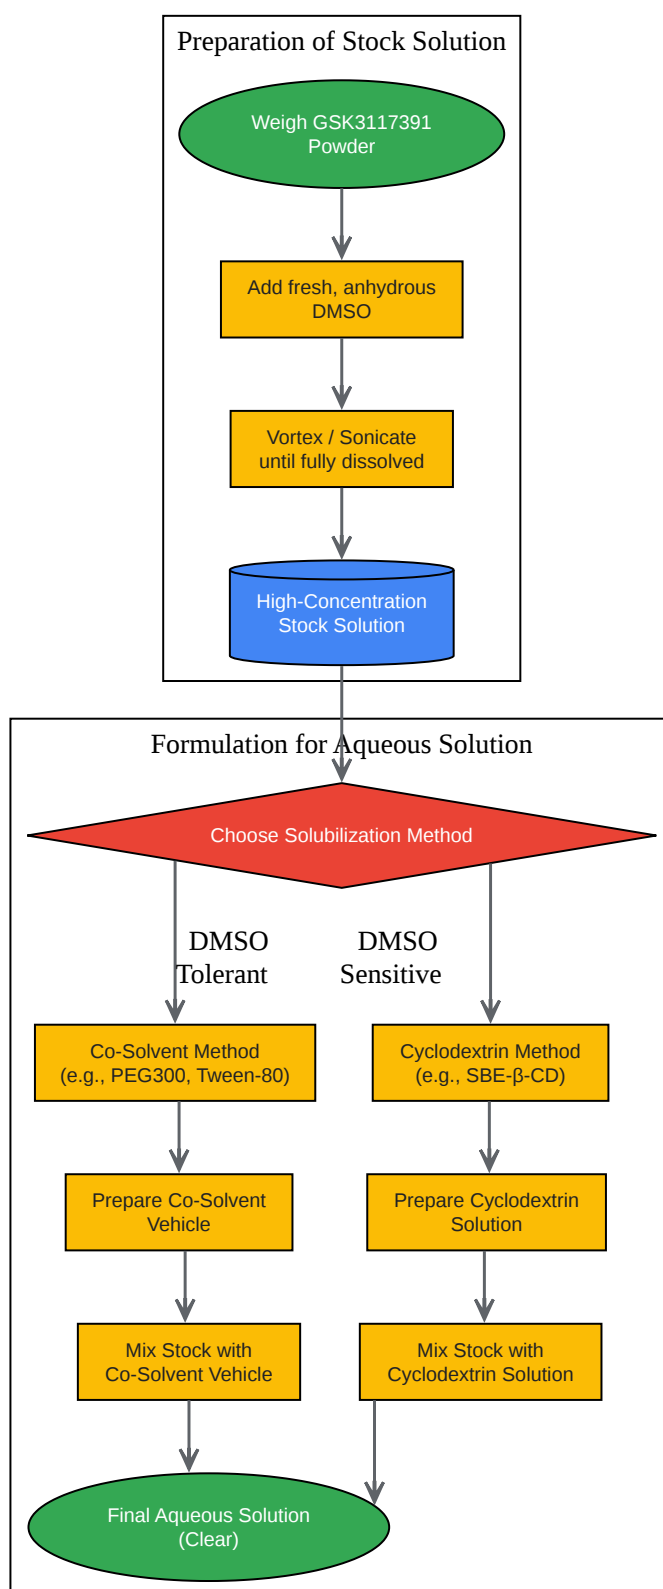 Preparation of Stock Solution
Weigh GSK3117391
Powder
Add fresh, anhydrous
DMSO
Vortex / Sonicate
until fully dissolved
High-Concentration
Stock Solution
Formulation for Aqueous Solution
Choose Solubilization Method
DMSO
Tolerant
DMSO
Sensitive
Co-Solvent Method
(e.g., PEG300, Tween-80)
Cyclodextrin Method
(e.g., SBE-β-CD)
Prepare Co-Solvent
Vehicle
Prepare Cyclodextrin
Solution
Mix Stock with
Co-Solvent Vehicle
Mix Stock with
Cyclodextrin Solution
Final Aqueous Solution
(Clear)